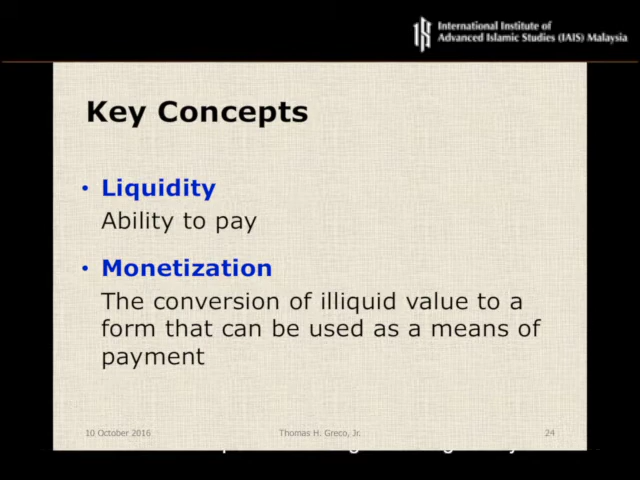 International Institute of
Advanced Islamic Studies (IAIS) Malaysia
Key Concepts
• Liquidity
Ability to pay
• Monetization
The conversion of illiquid value to a
form that can be used as a means of
payment
10 October 2016 Thomas H. Greco, Jr. 24